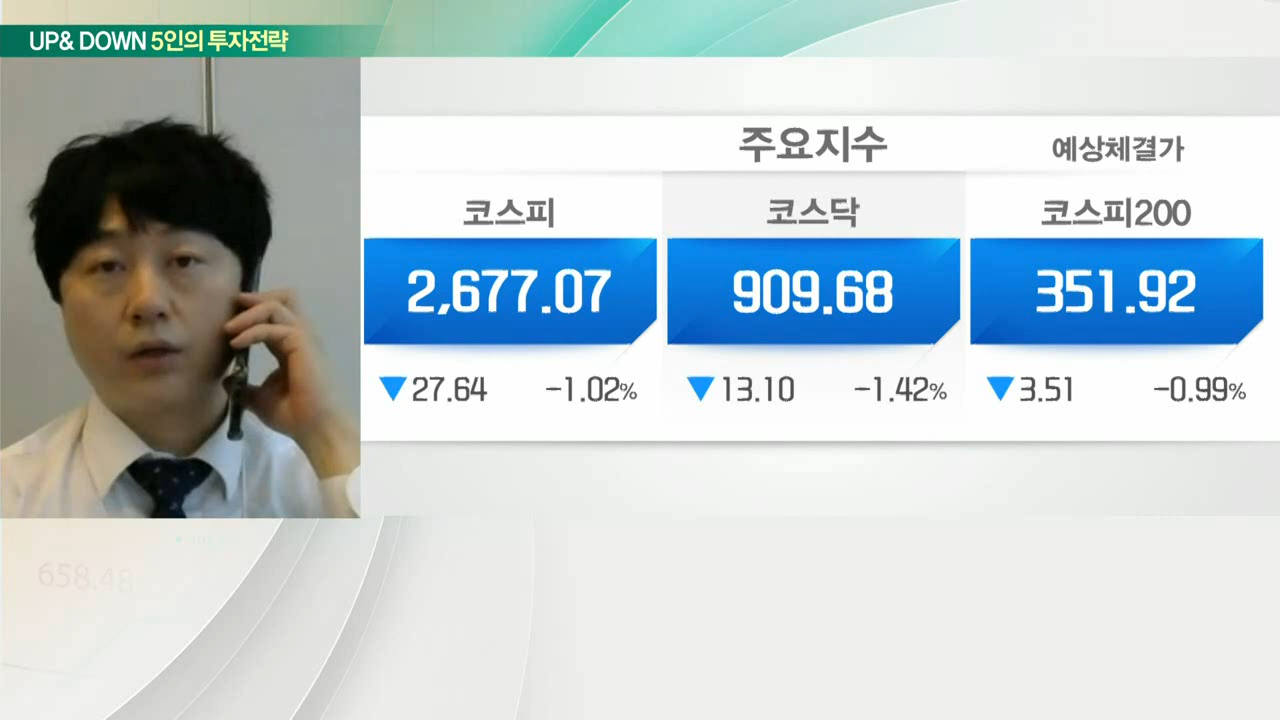 UP& DOWN 5인의 투자전략
주요지수
예상체결가
코스피
코스닥
코스피200
2,677.07
909.68
351.92
▼27.64 -1.02%
▼13.10 -1.42%
▼3.51 -0.99%
658.48